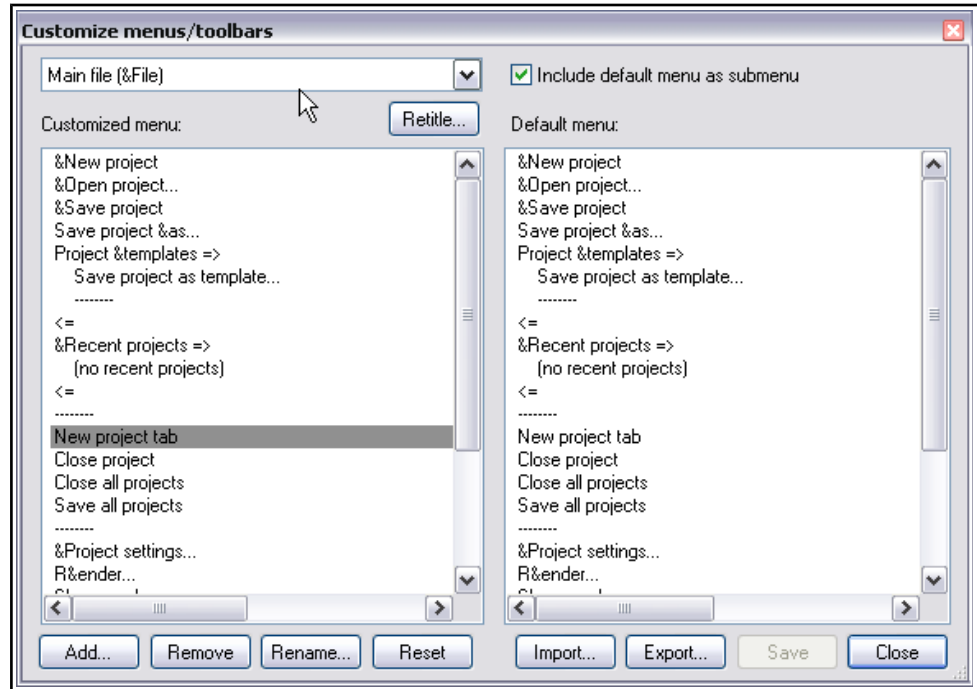 Customize menus/toolbars
Main file (&File)
Include default menu as submenu
Customized menu:
Retitle...
Default menu:
&New project
&Open project...
&Save project
Save project &as...
Project &templates =>
Save project as template...
--------
<=
&Recent projects =>
(no recent projects)
<=
--------
New project tab
Close project
Close all projects
Save all projects
--------
&Project settings...
R&ender...
&New project
&Open project...
&Save project
Save project &as...
Project &templates =>
Save project as template...
--------
<=
&Recent projects =>
(no recent projects)
<=
--------
New project tab
Close project
Close all projects
Save all projects
--------
&Project settings...
R&ender...
Add... Remove Rename... Reset Import... Export... Save Close